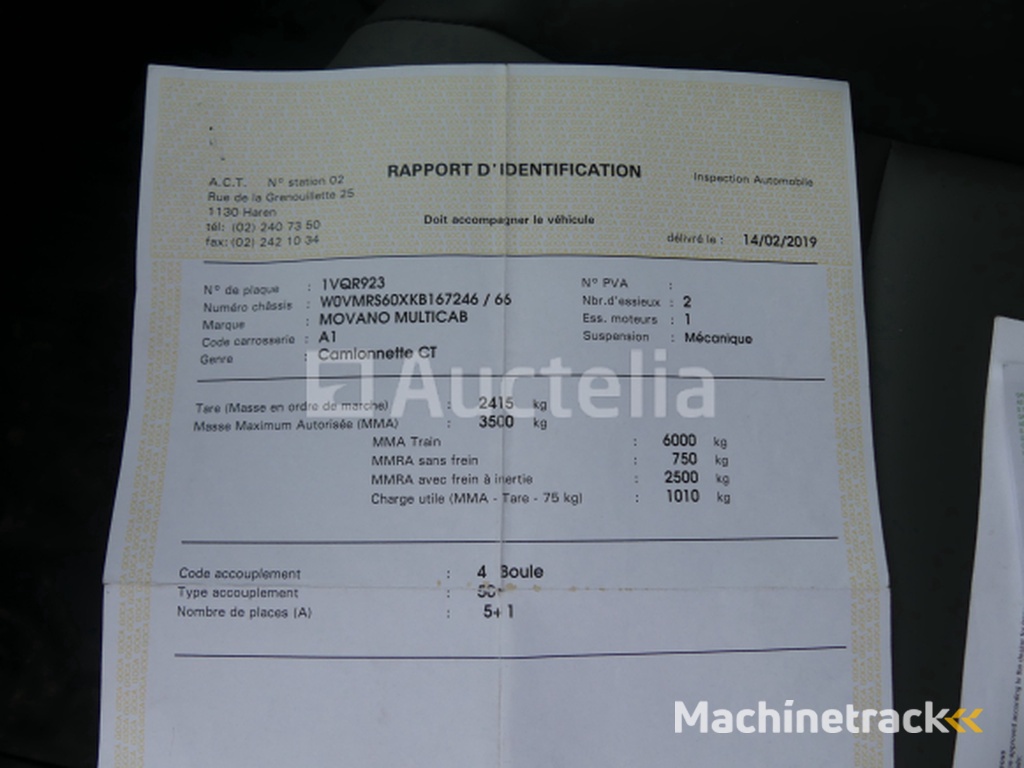 RAPPORT D'IDENTIFICATION
A.C.T. N° station 02
Rue de la Grenouillette 25
1130 Haren
tél: (02) 240 73 50
fax: (02) 242 10 34
Inspection Automobile
Doit accompagner le véhicule
délivré le : 14/02/2019
N° de plaque : 1VQR923
Numéro châssis : W0VMRS60XKB167246 / 66
Marque : MOVANO MULTICAB
Code carrosserie : A1
Genre : Camionnette CT
N° PVA :
Nbr.d'essieux : 2
Ess. moteurs : 1
Suspension : Mécanique
Tare (Masse en ordre de marche) : 2415 kg
Masse Maximum Autorisée (MMA) : 3500 kg
MMA Train : 6000 kg
MMRA sans frein : 750 kg
MMRA avec frein à inertie : 2500 kg
Charge utile (MMA - Tare - 75 kg) : 1010 kg
Code accouplement : 4 Boule
Type accouplement :
Nombre de places (A) : 5+1
Auctelia
Machinetrack